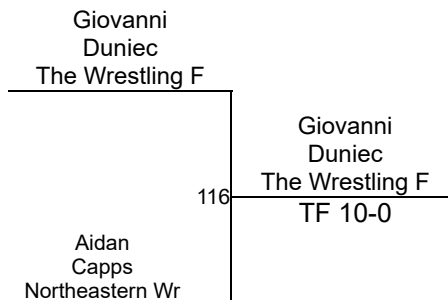 Giovanni
Duniec
The Wrestling F
Giovanni
Duniec
The Wrestling F
116
TF 10-0
Aidan
Capps
Northeastern Wr